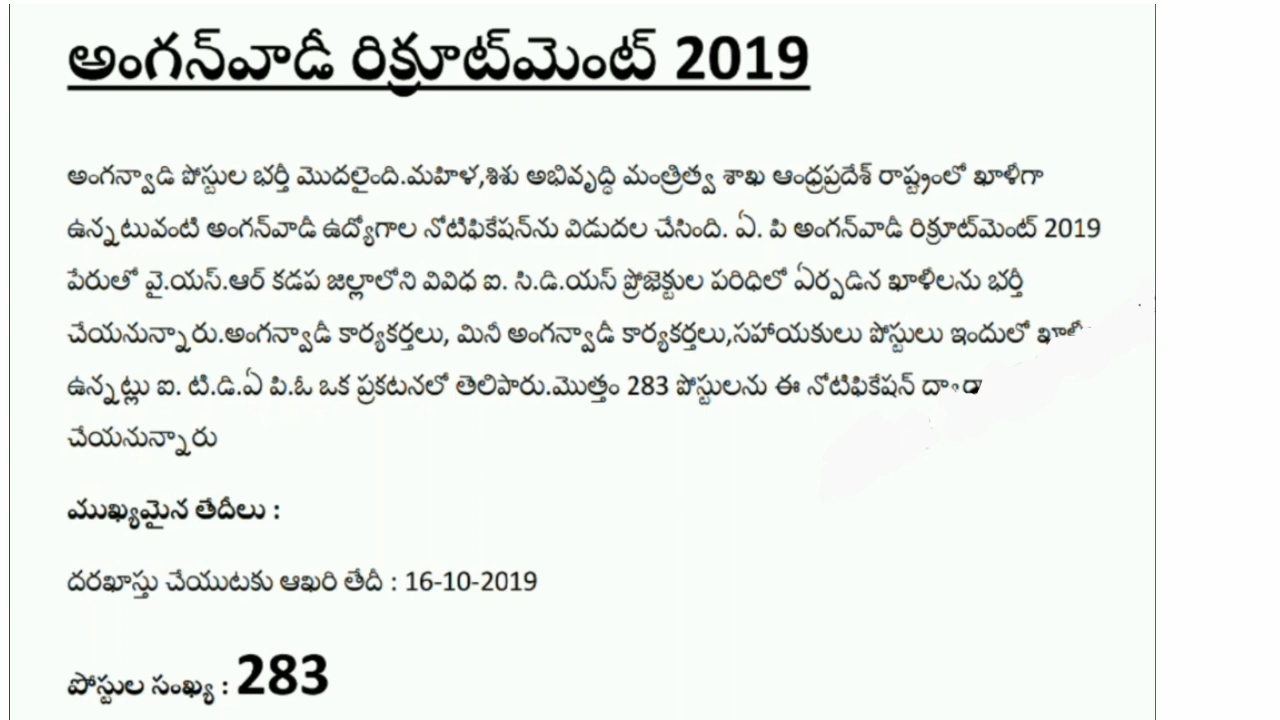 అంగన్‌వాడీ రిక్రూట్‌మెంట్ 2019
అంగన్వాడి పోస్టుల భర్తీ మొదలైంది.మహిళ,శిశు అభివృద్ధి మంత్రిత్వ శాఖ ఆంధ్రప్రదేశ్ రాష్ట్రంలో ఖాళీగా
ఉన్నటువంటి అంగన్‌వాడీ ఉద్యోగాల నోటిఫికేషన్‌ను విడుదల చేసింది. ఏ. పి అంగన్‌వాడీ రిక్రూట్‌మెంట్ 2019
పేరుతో వై.యస్.ఆర్ కడప జిల్లాలోని వివిధ ఐ. సి.డి.యస్ ప్రోజెక్టుల పరిధిలో ఏర్పడిన ఖాళీలను భర్తీ
చేయనున్నారు.అంగన్వాడీ కార్యకర్తలు, మినీ అంగన్వాడీ కార్యకర్తలు,సహాయకులు పోస్టులు ఇందులో
ఉన్నట్లు ఐ. టి.డి.ఏ పి.ఓ ఒక ప్రకటనలో తెలిపారు.మొత్తం 283 పోస్టులను ఈ నోటిఫికేషన్
చేయనున్నారు
ముఖ్యమైన తేదీలు :
దరఖాస్తు చేయుటకు ఆఖరి తేదీ : 16-10-2019
పోస్టుల సంఖ్య : 283